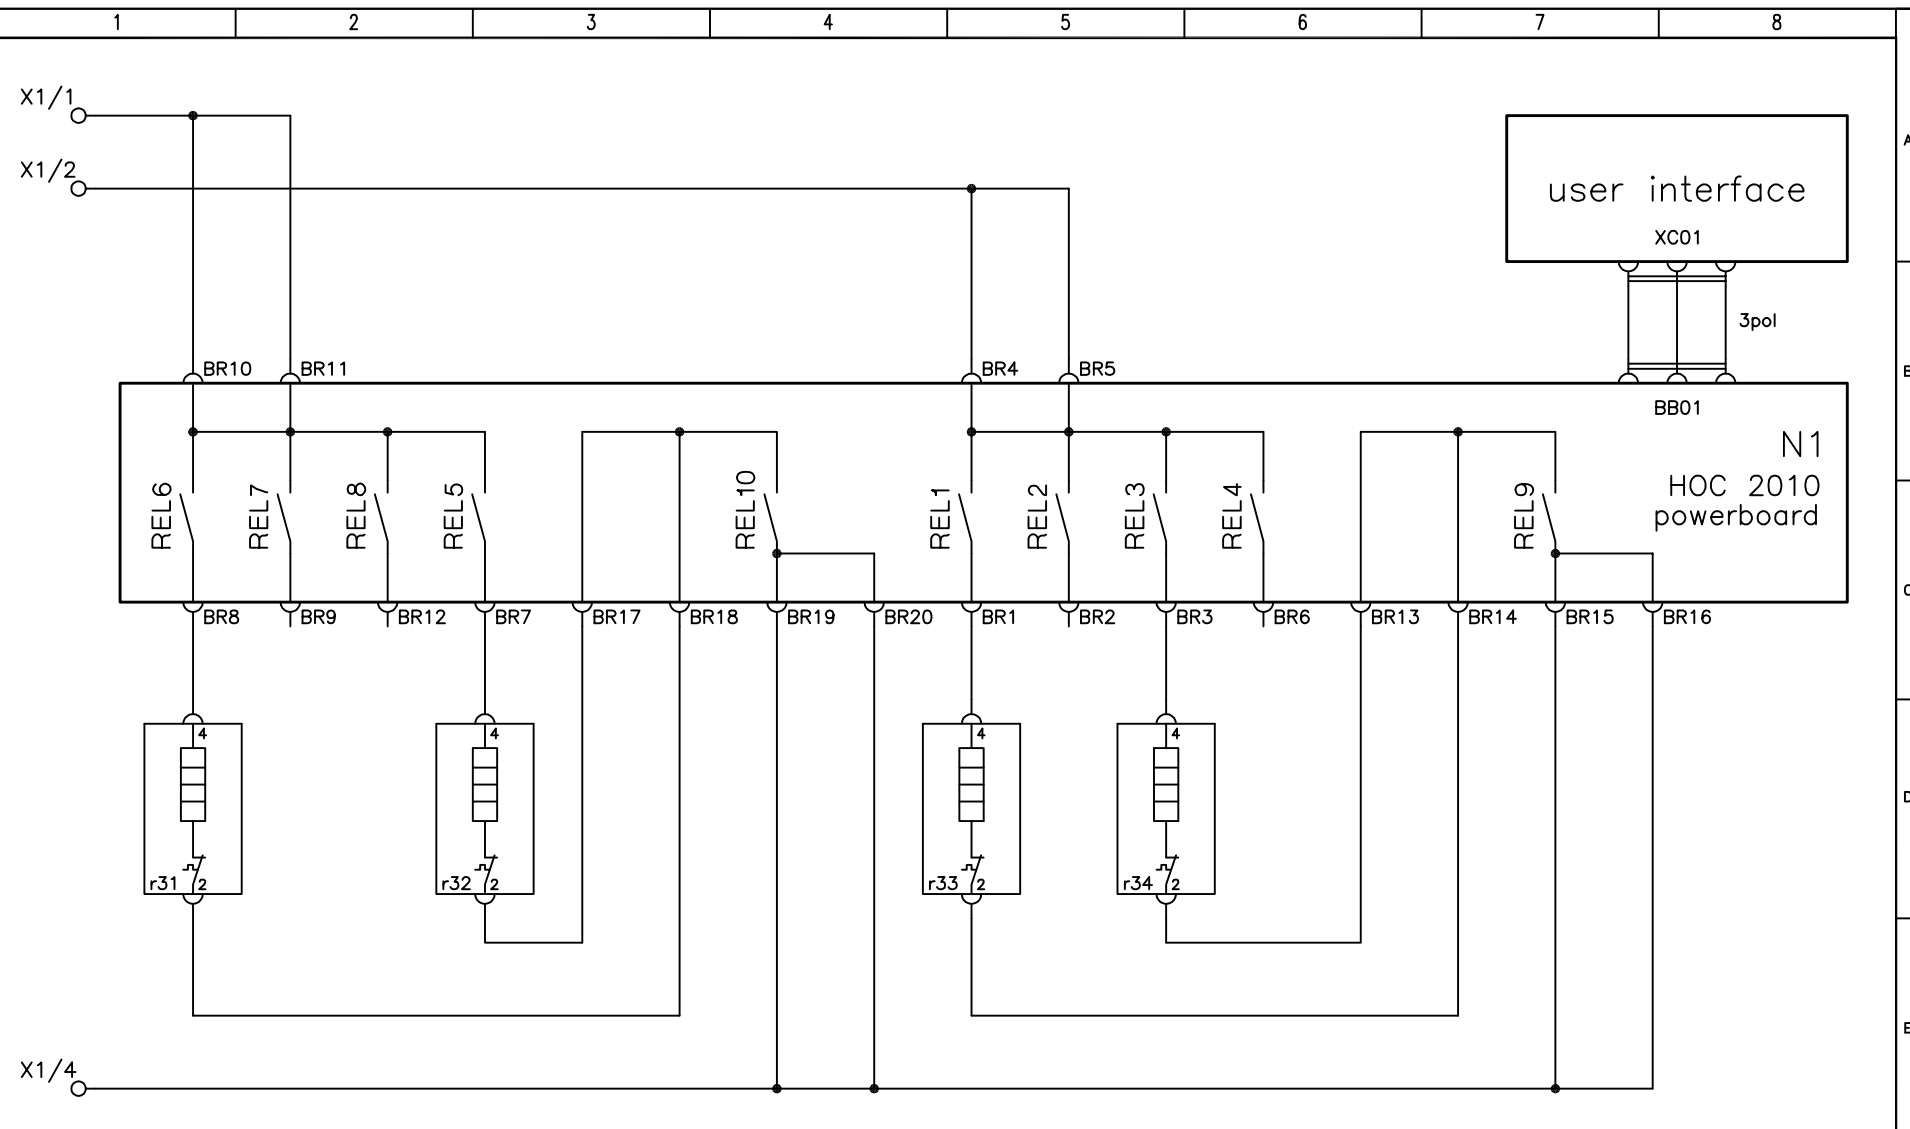 1 2 3 4 5 6 7 8
X1/1
A
X1/2
user interface
XC01
3pol
BR10 BR11 BR4 BR5
B
BB01
N1
HOC 2010
powerboard
REL6 REL7 REL8 REL5 REL10 REL1 REL2 REL3 REL4 REL9
C
BR8 BR9 BR12 BR7 BR17 BR18 BR19 BR20 BR1 BR2 BR3 BR6 BR13 BR14 BR15 BR16
4 4 4 4
D
r31 2 r32 2 r33 2 r34 2
E
X1/4